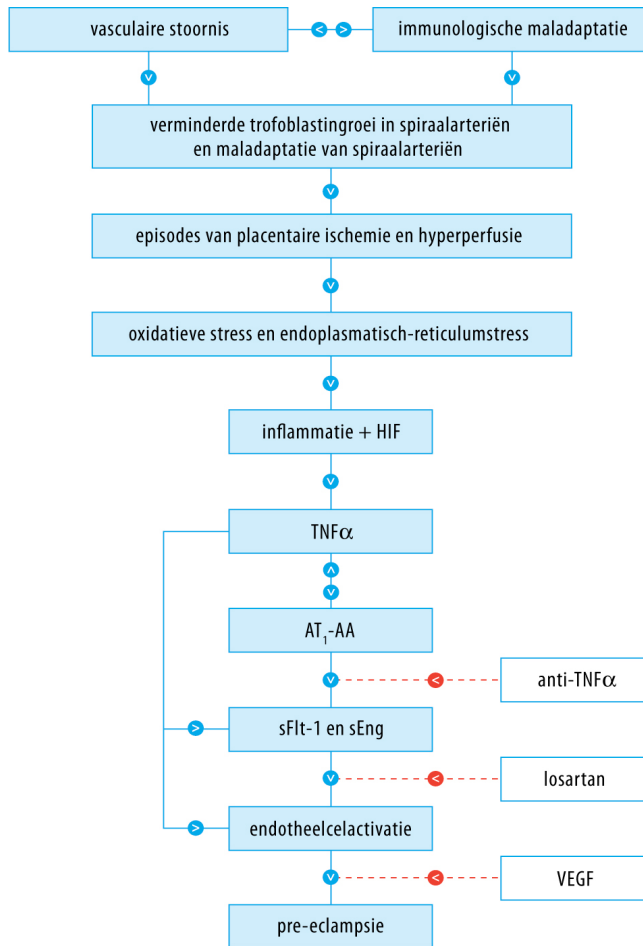 vasculaire stoornis
immunologische maladaptatie
verminderde trofoblastingroei in spiraalarteriën
en maladaptatie van spiraalarteriën
episodes van placentaire ischemie en hyperperfusie
oxidatieve stress en endoplasmatisch-reticulumstress
inflammatie + HIF
TNFα
AT₁-AA
anti-TNFα
sFlt-1 en sEng
losartan
endotheelcelactivatie
VEGF
pre-eclampsie